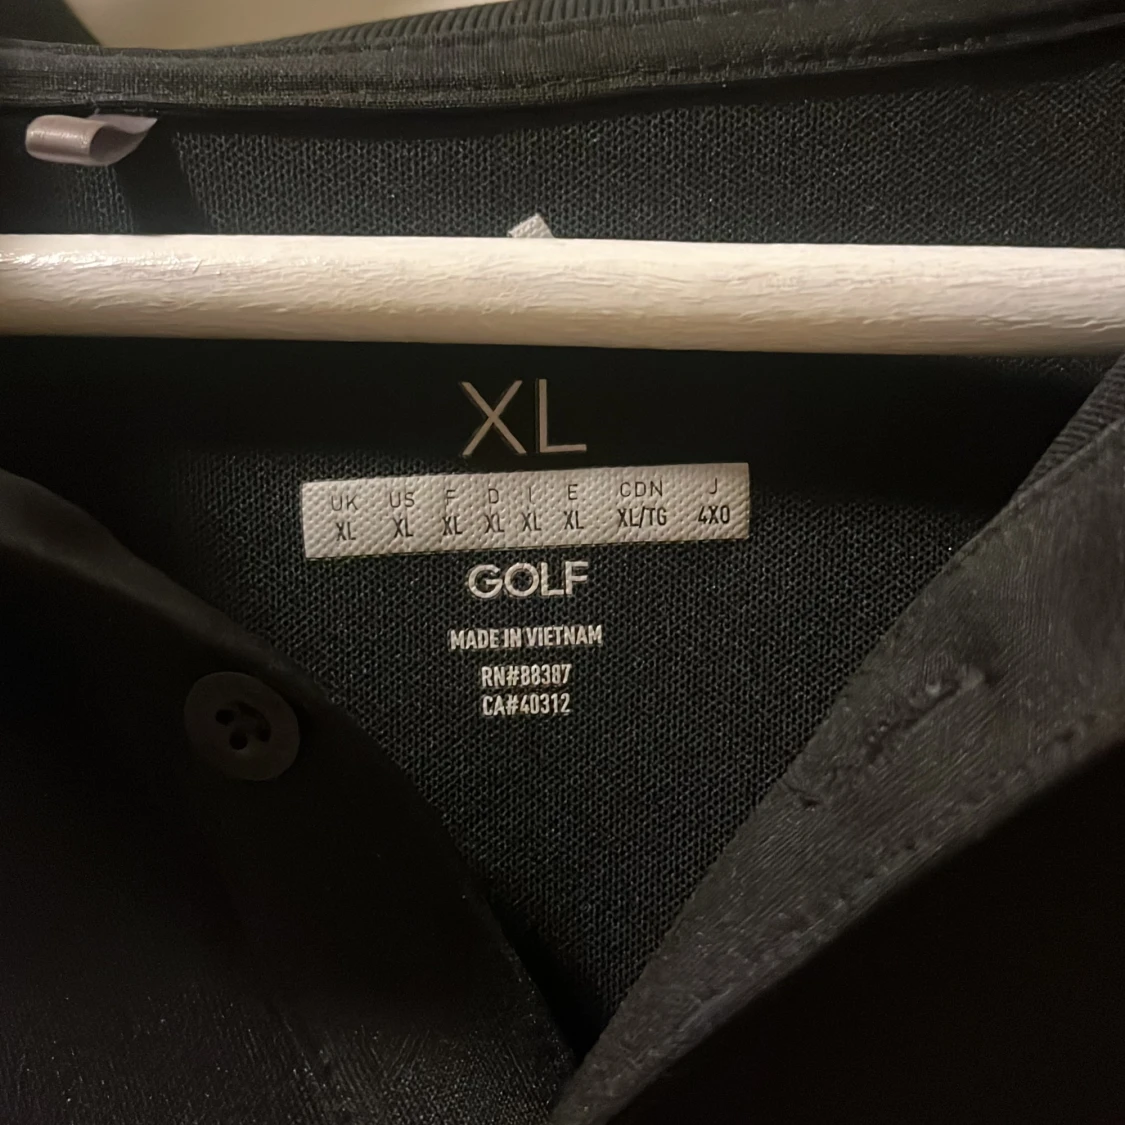 XL
UK US F D I E CDN J
XL XL XL XL XL XL XL/TG 4XO
GOLF
MADE IN VIETNAM
RN#88387
CA#40312